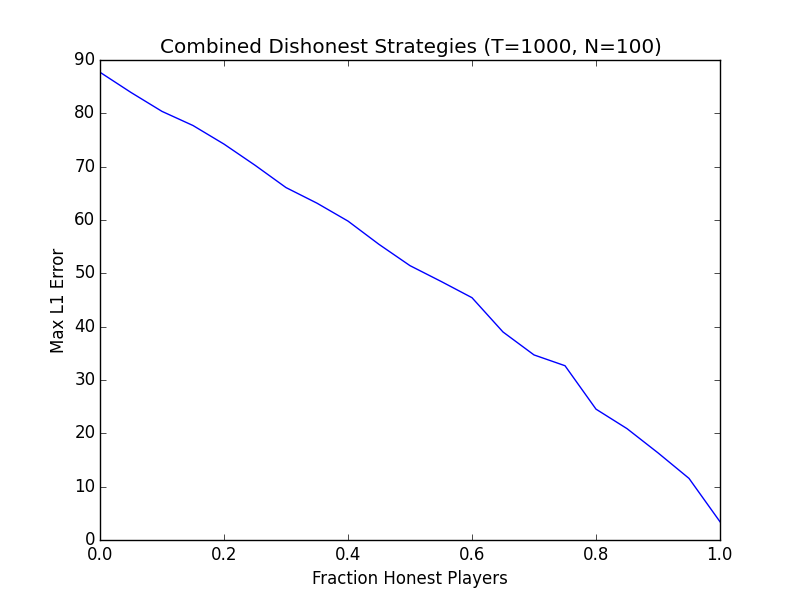 Combined Dishonest Strategies (T=1000, N=100)
90
80
70
60
50
40
30
20
10
0
Max L1 Error
0.0 0.2 0.4 0.6 0.8 1.0
Fraction Honest Players